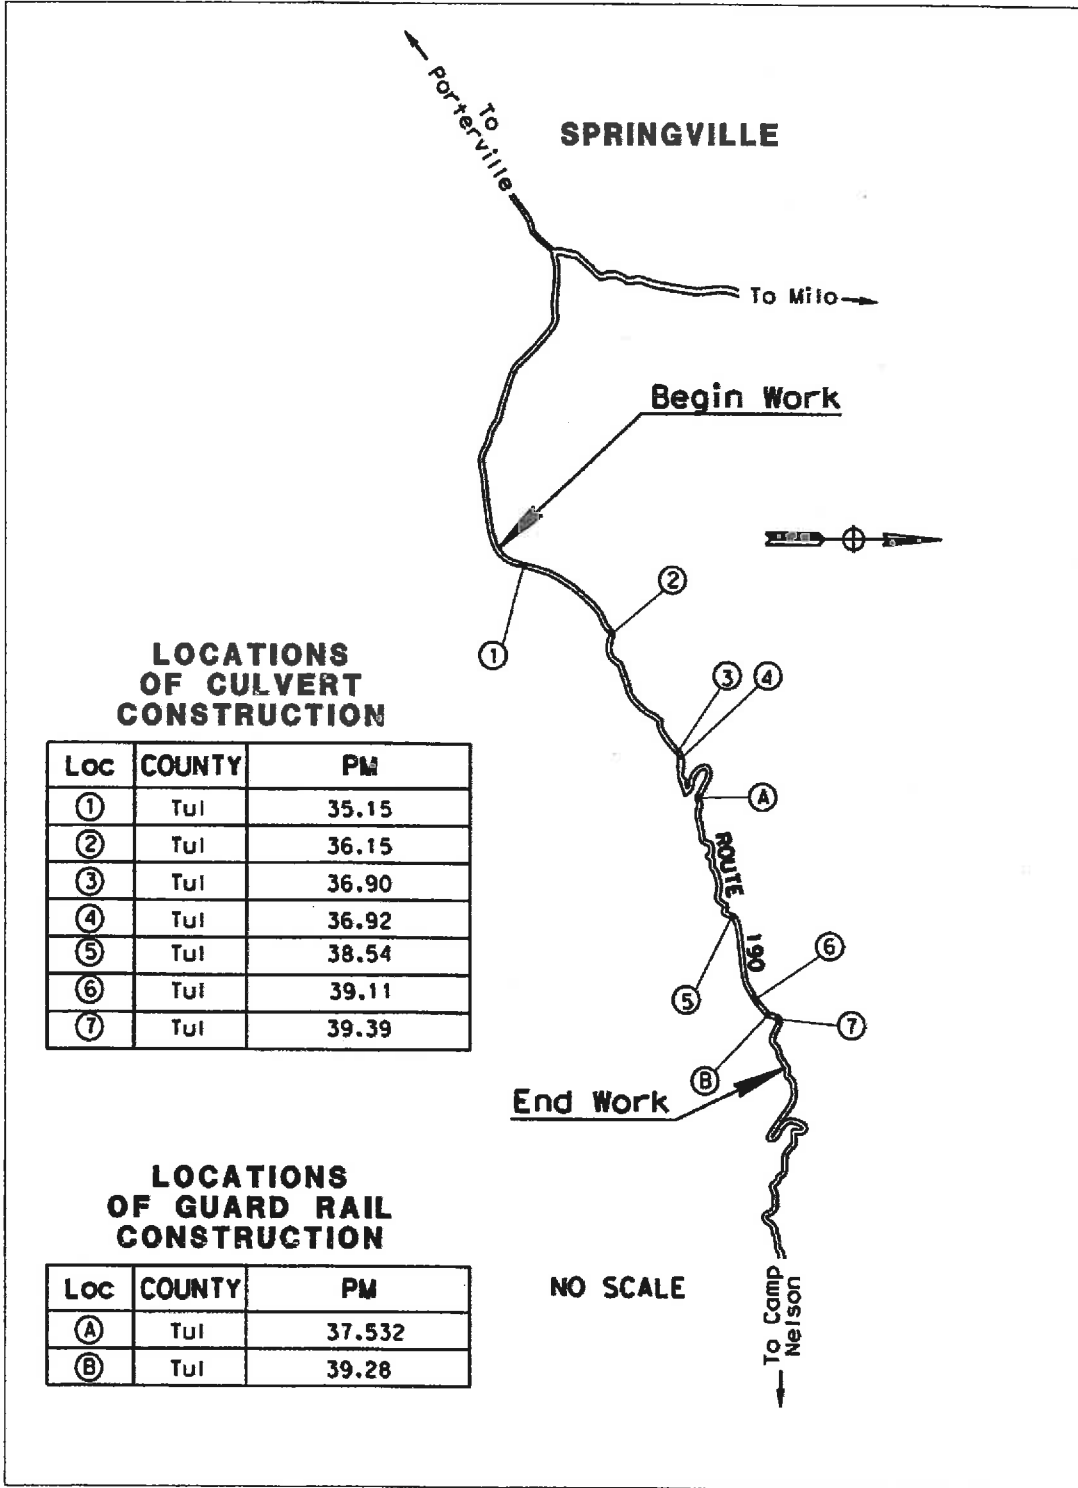 To
Porterville
SPRINGVILLE
To Milo
Begin Work
2
1
3 4
A
ROUTE
190
6
5
7
B
End Work
LOCATIONS
OF CULVERT
CONSTRUCTION
Loc COUNTY PM
1 Tul 35.15
2 Tul 36.15
3 Tul 36.90
4 Tul 36.92
5 Tul 38.54
6 Tul 39.11
7 Tul 39.39
LOCATIONS
OF GUARD RAIL
CONSTRUCTION
Loc COUNTY PM
A Tul 37.532
B Tul 39.28
NO SCALE
To Camp
Nelson